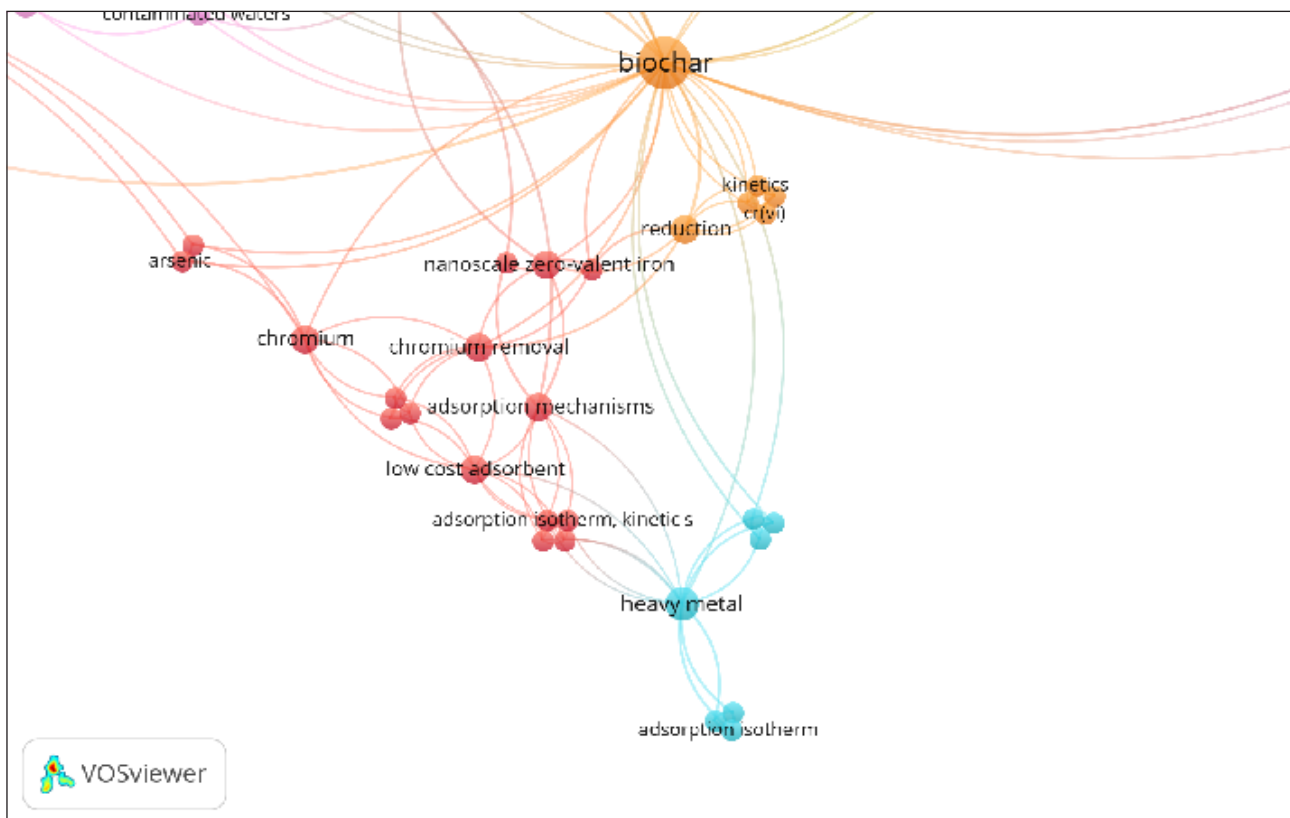 contaminated waters
biochar
kinetics
cr(vi)
reduction
arsenic
nanoscale zero-valent iron
chromium
chromium removal
adsorption mechanisms
low cost adsorbent
adsorption isotherm, kinetics
heavy metal
adsorption isotherm
VOSviewer